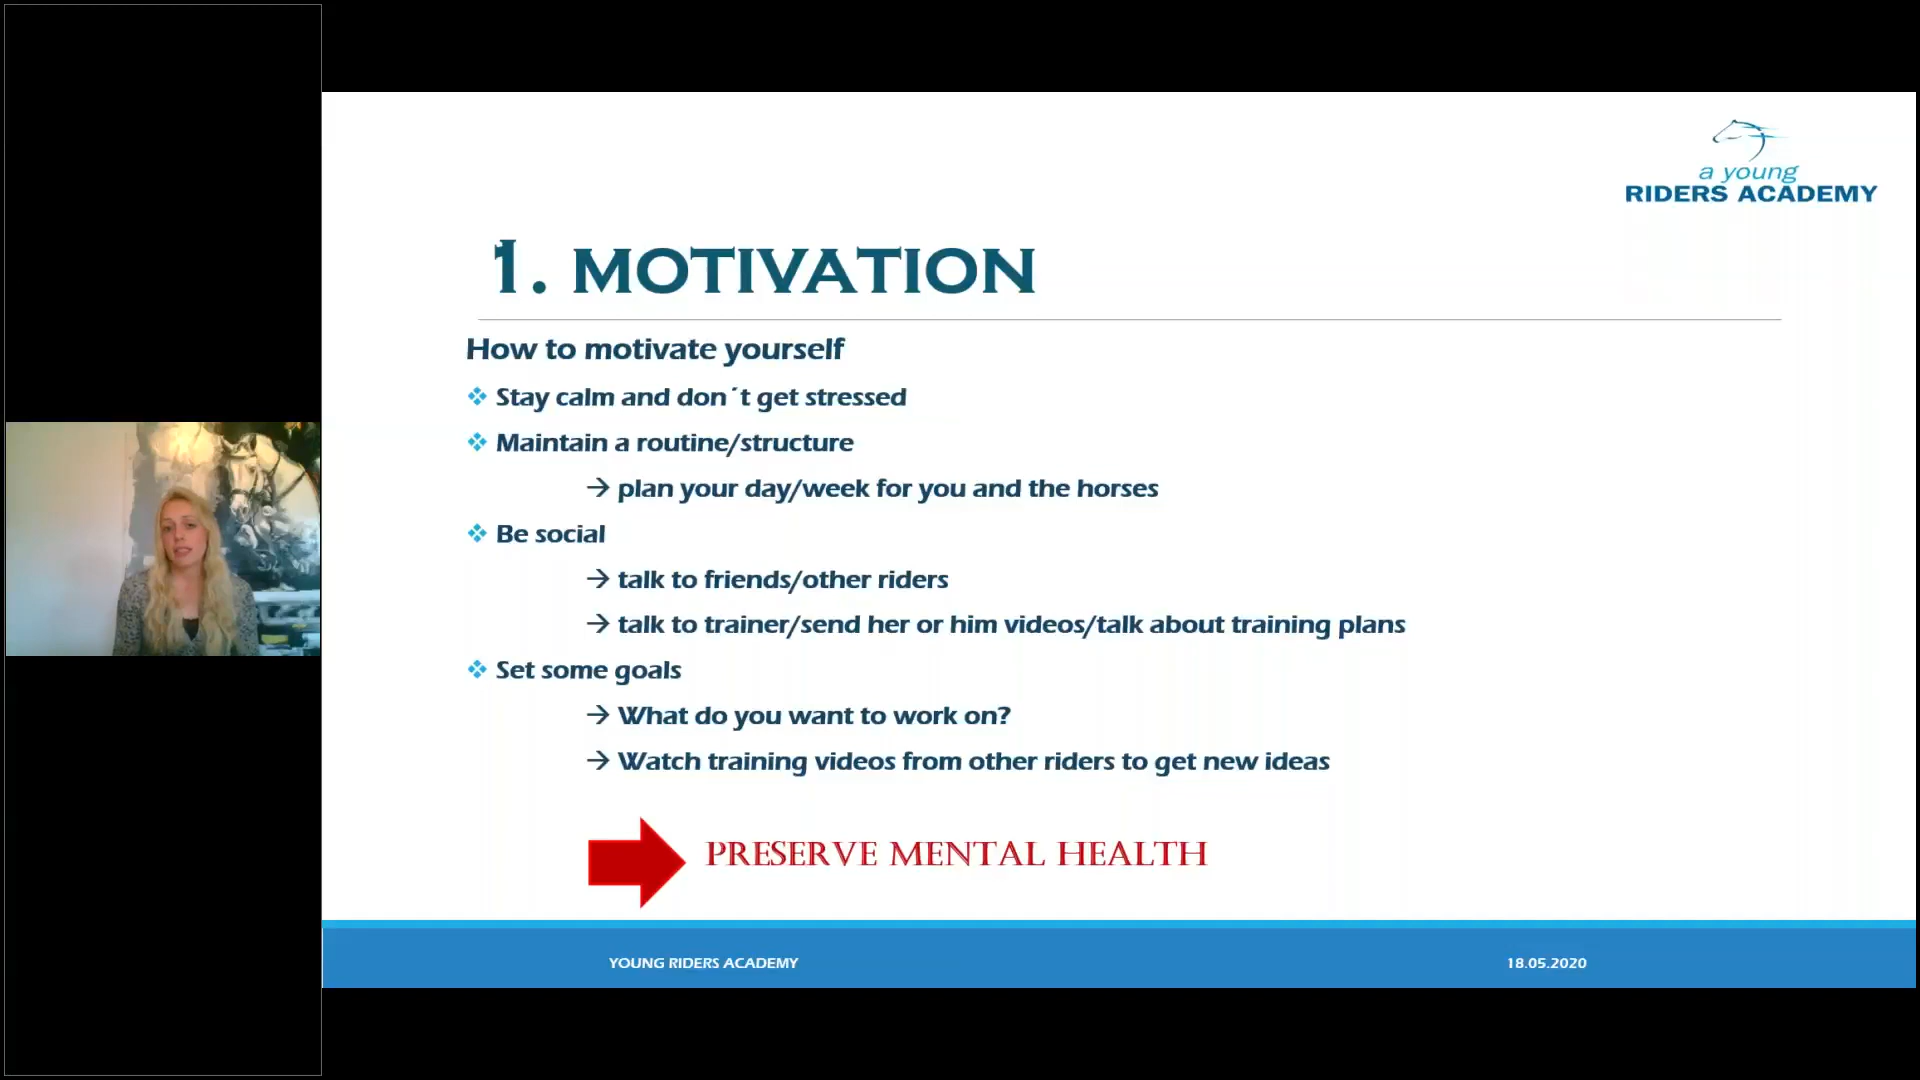 a young
RIDERS ACADEMY
1. MOTIVATION
How to motivate yourself
❖ Stay calm and don´t get stressed
❖ Maintain a routine/structure
→ plan your day/week for you and the horses
❖ Be social
→ talk to friends/other riders
→ talk to trainer/send her or him videos/talk about training plans
❖ Set some goals
→ What do you want to work on?
→ Watch training videos from other riders to get new ideas
PRESERVE MENTAL HEALTH
YOUNG RIDERS ACADEMY
18.05.2020